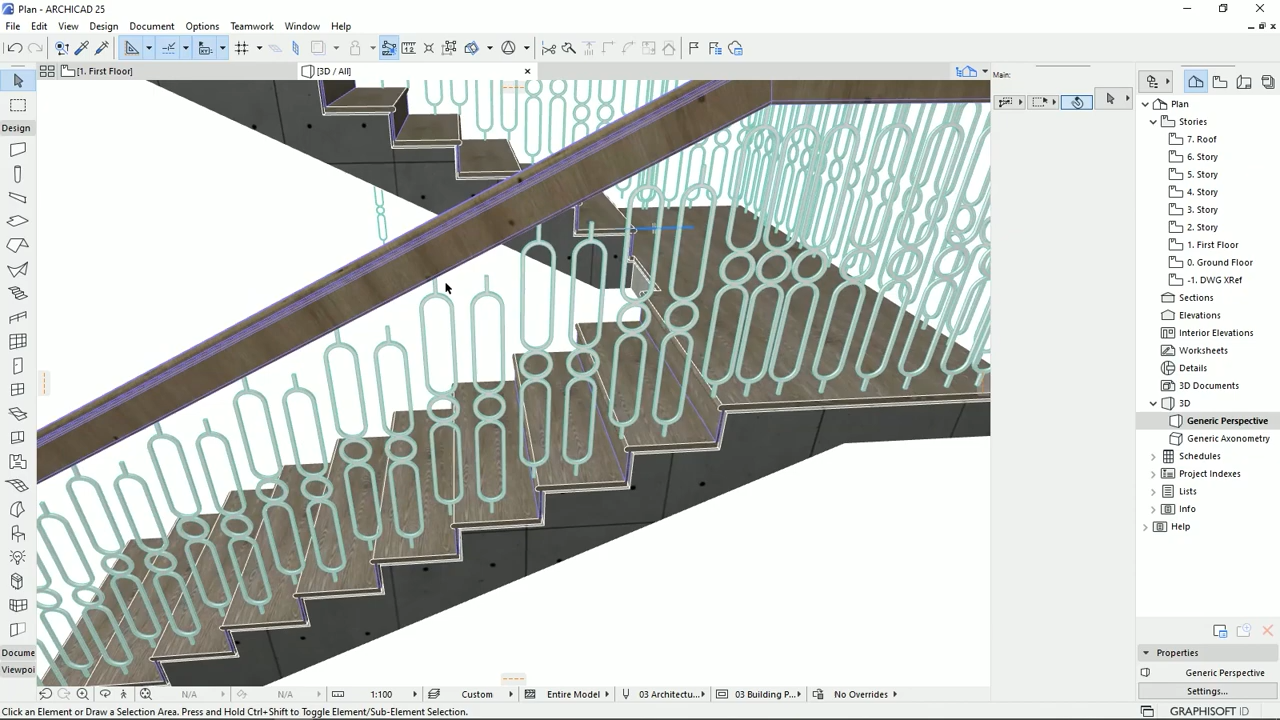 Plan - ARCHICAD 25
File Edit View Design Document Options Teamwork Window Help
[1. First Floor]
[3D / All]
Main:
Design
Docume
Viewpoi
Plan
Stories
7. Roof
6. Story
5. Story
4. Story
3. Story
2. Story
1. First Floor
0. Ground Floor
-1. DWG XRef
Sections
Elevations
Interior Elevations
Worksheets
Details
3D Documents
3D
Generic Perspective
Generic Axonometry
Schedules
Project Indexes
Lists
Info
Help
Properties
Generic Perspective
Settings...
N/A N/A 1:100 Custom Entire Model 03 Architectu... 03 Building P... No Overrides
Click an Element or Draw a Selection Area. Press and Hold Ctrl+Shift to Toggle Element/Sub-Element Selection.
GRAPHISOFT ID